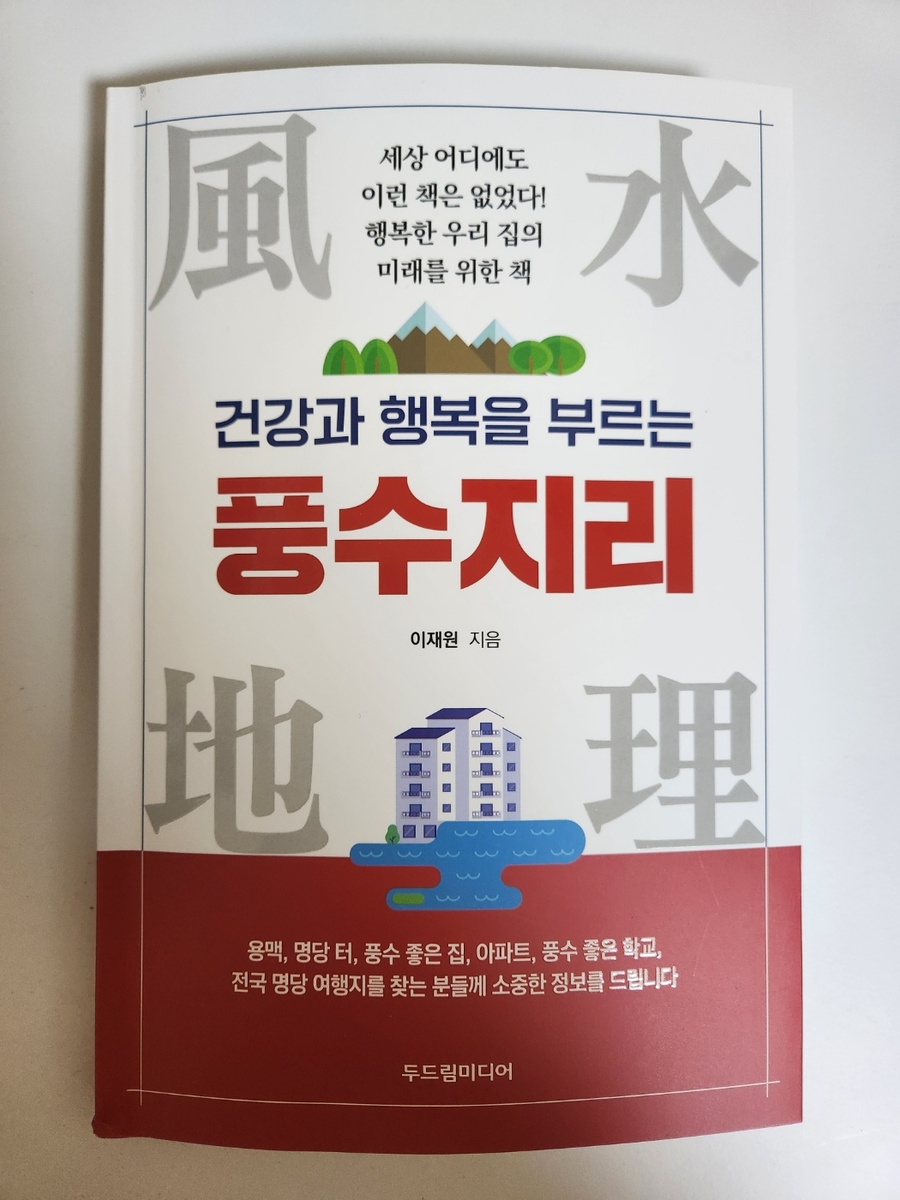 風 水
세상 어디에도
이런 책은 없었다!
행복한 우리 집의
미래를 위한 책
건강과 행복을 부르는
풍수지리
이재원 지음
地 理
용맥, 명당 터, 풍수 좋은 집, 아파트, 풍수 좋은 학교,
전국 명당 여행지를 찾는 분들께 소중한 정보를 드립니다
두드림미디어